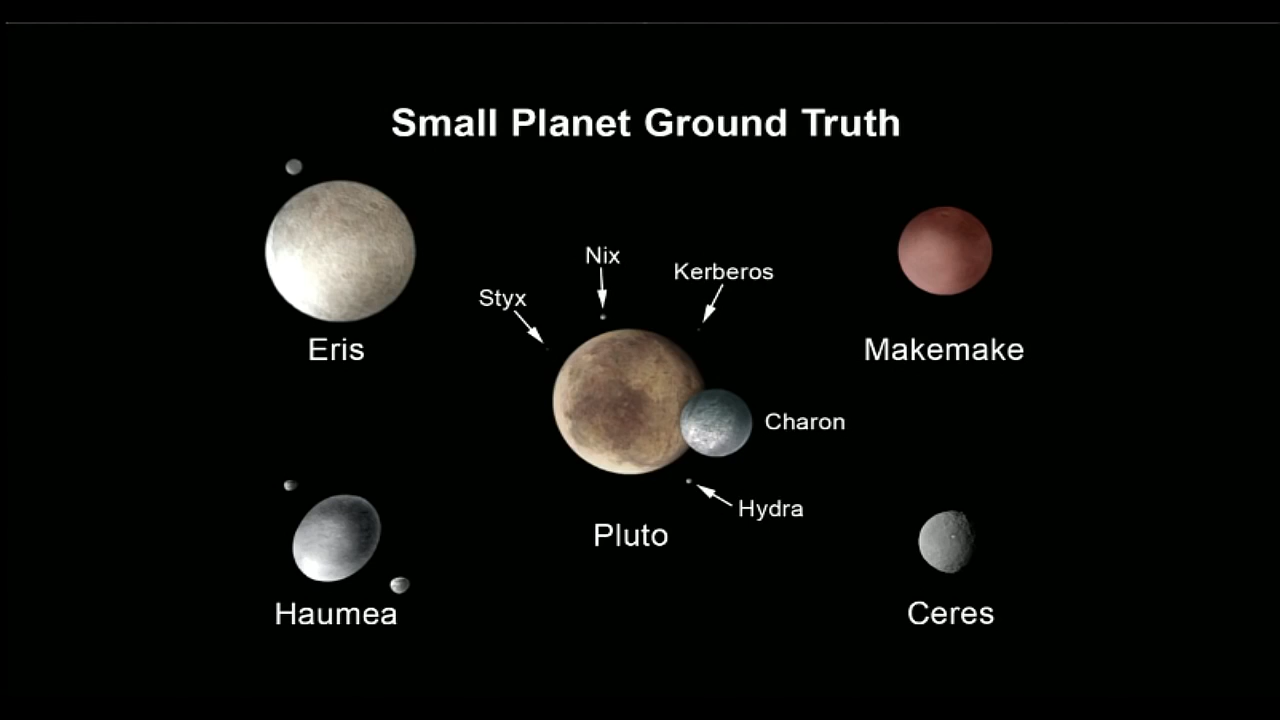 Small Planet Ground Truth
Nix
Kerberos
Styx
Eris
Makemake
Charon
Hydra
Pluto
Haumea
Ceres